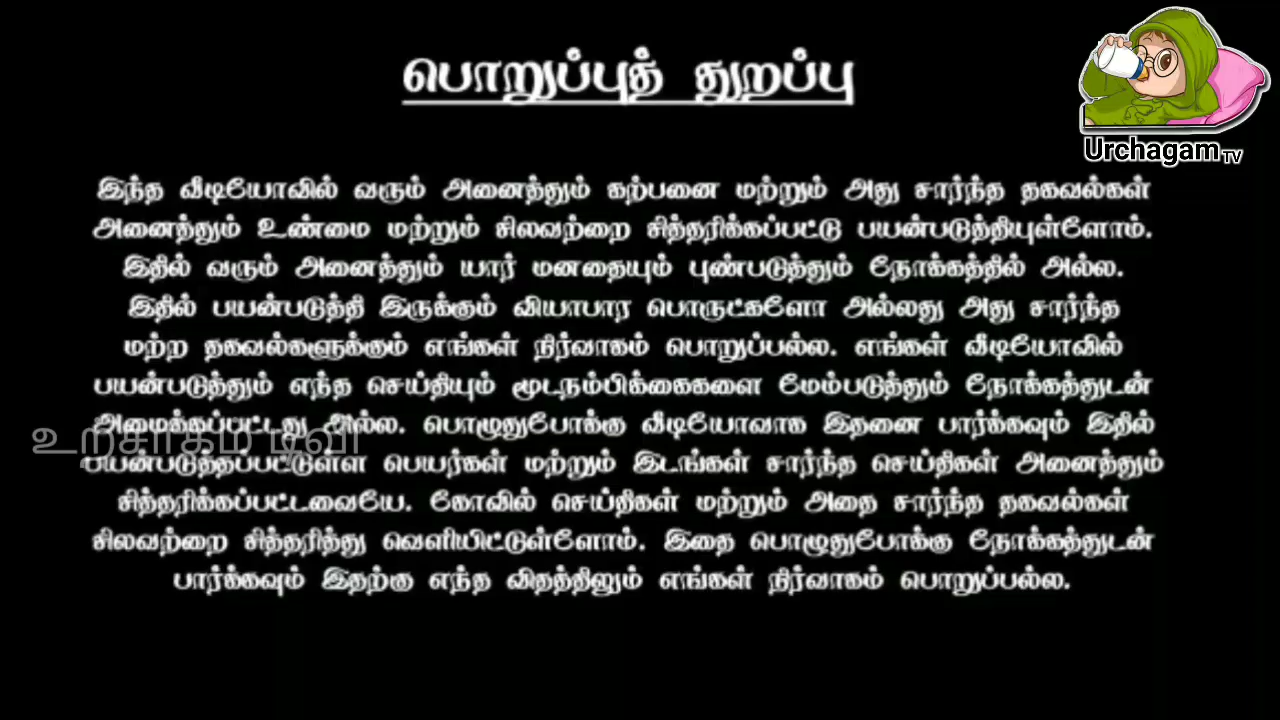 பொறுப்புத் துறப்பு
Urchagam TV
இந்த வீடியோவில் வரும் அனைத்தும் கற்பனை மற்றும் அது சார்ந்த தகவல்கள்
அனைத்தும் உண்மை மற்றும் சிலவற்றை சித்தரிக்கப்பட்டு பயன்படுத்தியுள்ளோம்.
இதில் வரும் அனைத்தும் யார் மனதையும் புண்படுத்தும் நோக்கத்தில் அல்ல.
இதில் பயன்படுத்தி இருக்கும் வியாபார பொருட்களோ அல்லது அது சார்ந்த
மற்ற தகவல்களுக்கும் எங்கள் நிர்வாகம் பொறுப்பல்ல. எங்கள் வீடியோவில்
பயன்படுத்தும் எந்த செய்தியும் மூடநம்பிக்கைகளை மேம்படுத்தும் நோக்கத்துடன்
அமைக்கப்பட்டது அல்ல. பொழுதுபோக்கு வீடியோவாக இதனை பார்க்கவும் இதில்
உற்சாகம் டிவி
பயன்படுத்தப்பட்டுள்ள பெயர்கள் மற்றும் இடங்கள் சார்ந்த செய்திகள் அனைத்தும்
சித்தரிக்கப்பட்டவையே. கோவில் செய்திகள் மற்றும் அதை சார்ந்த தகவல்கள்
சிலவற்றை சித்தரித்து வெளியிட்டுள்ளோம். இதை பொழுதுபோக்கு நோக்கத்துடன்
பார்க்கவும் இதற்கு எந்த விதத்திலும் எங்கள் நிர்வாகம் பொறுப்பல்ல.